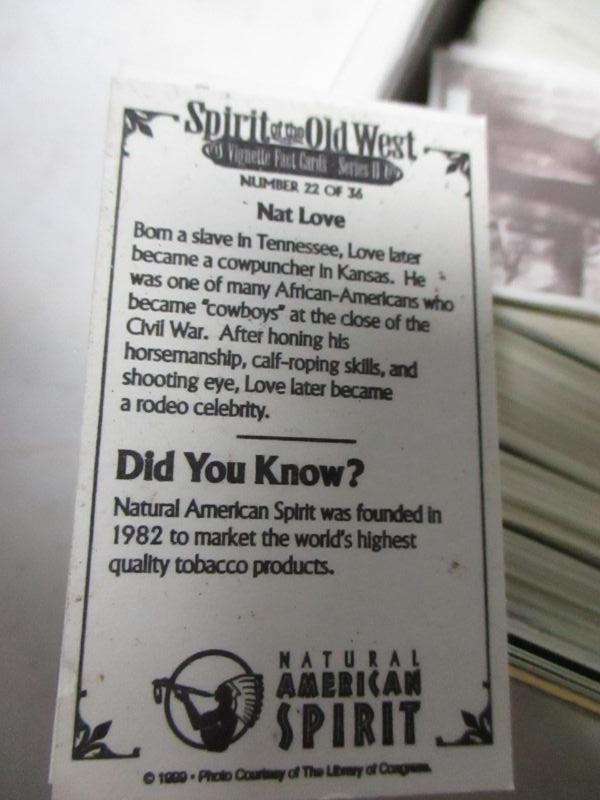 Spirit of the Old West
Vignette Fact Cards Series II
NUMBER 22 OF 36
Nat Love
Born a slave in Tennessee, Love later
became a cowpuncher in Kansas. He
was one of many African-Americans who
became "cowboys" at the close of the
Civil War. After honing his
horsemanship, calf-roping skills, and
shooting eye, Love later became
a rodeo celebrity.
Did You Know?
Natural American Spirit was founded in
1982 to market the world's highest
quality tobacco products.
NATURAL
AMERICAN
SPIRIT
© 1999 • Photo Courtesy of The Library of Congress.